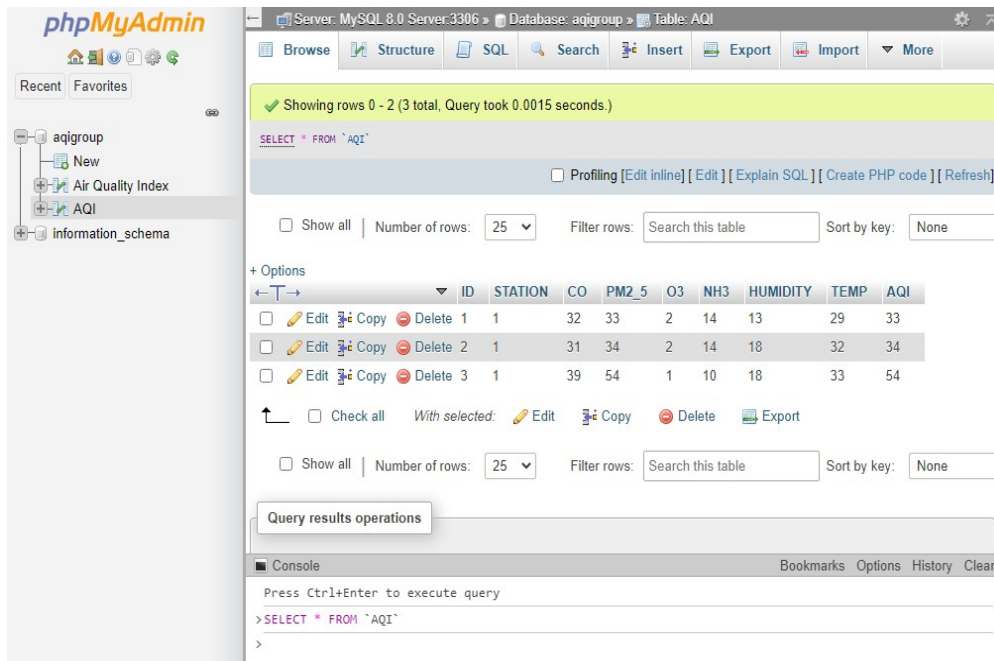 phpMyAdmin
Recent Favorites
aqigroup
New
Air Quality Index
AQI
information_schema
Server: MySQL 8.0 Server:3306 » Database: aqigroup » Table: AQI
Browse Structure SQL Search Insert Export Import More
Showing rows 0 - 2 (3 total, Query took 0.0015 seconds.)
SELECT * FROM `AQI`
Profiling [Edit inline] [ Edit ] [ Explain SQL ] [ Create PHP code ] [ Refresh]
Show all | Number of rows: 25 Filter rows: Search this table Sort by key: None
+ Options
←T→ ID STATION CO PM2_5 O3 NH3 HUMIDITY TEMP AQI
Edit Copy Delete 1 1 32 33 2 14 13 29 33
Edit Copy Delete 2 1 31 34 2 14 18 32 34
Edit Copy Delete 3 1 39 54 1 10 18 33 54
Check all With selected: Edit Copy Delete Export
Show all | Number of rows: 25 Filter rows: Search this table Sort by key: None
Query results operations
Console Bookmarks Options History Clear
Press Ctrl+Enter to execute query
>SELECT * FROM `AQI`
>